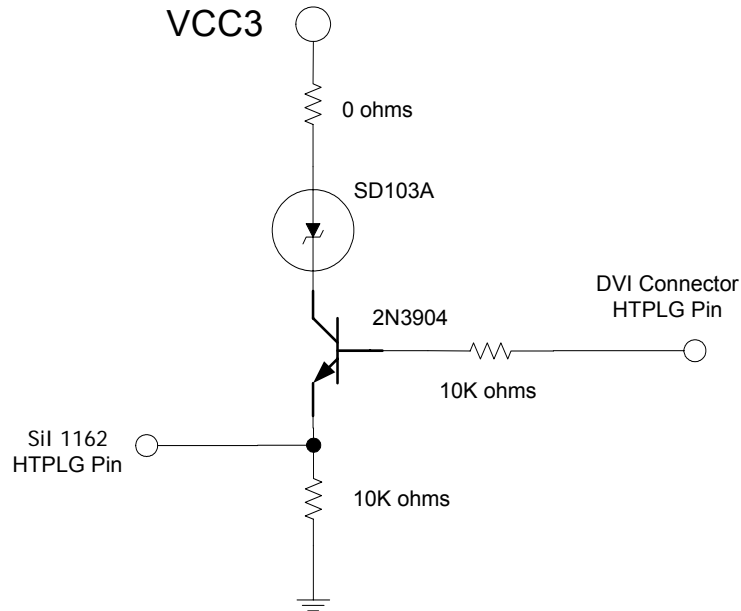 VCC3
0 ohms
SD103A
DVI Connector
HTPLG Pin
2N3904
10K ohms
SiI 1162
HTPLG Pin
10K ohms